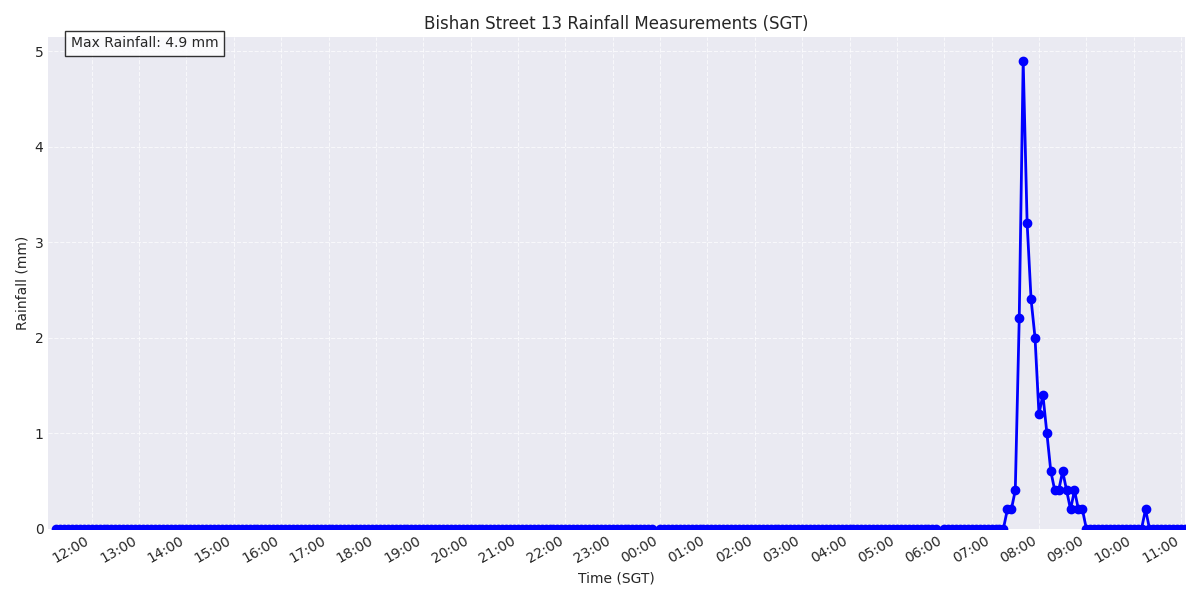 Bishan Street 13 Rainfall Measurements (SGT)
Max Rainfall: 4.9 mm
Rainfall (mm)
5
4
3
2
1
0
12:00 13:00 14:00 15:00 16:00 17:00 18:00 19:00 20:00 21:00 22:00 23:00 00:00 01:00 02:00 03:00 04:00 05:00 06:00 07:00 08:00 09:00 10:00 11:00
Time (SGT)